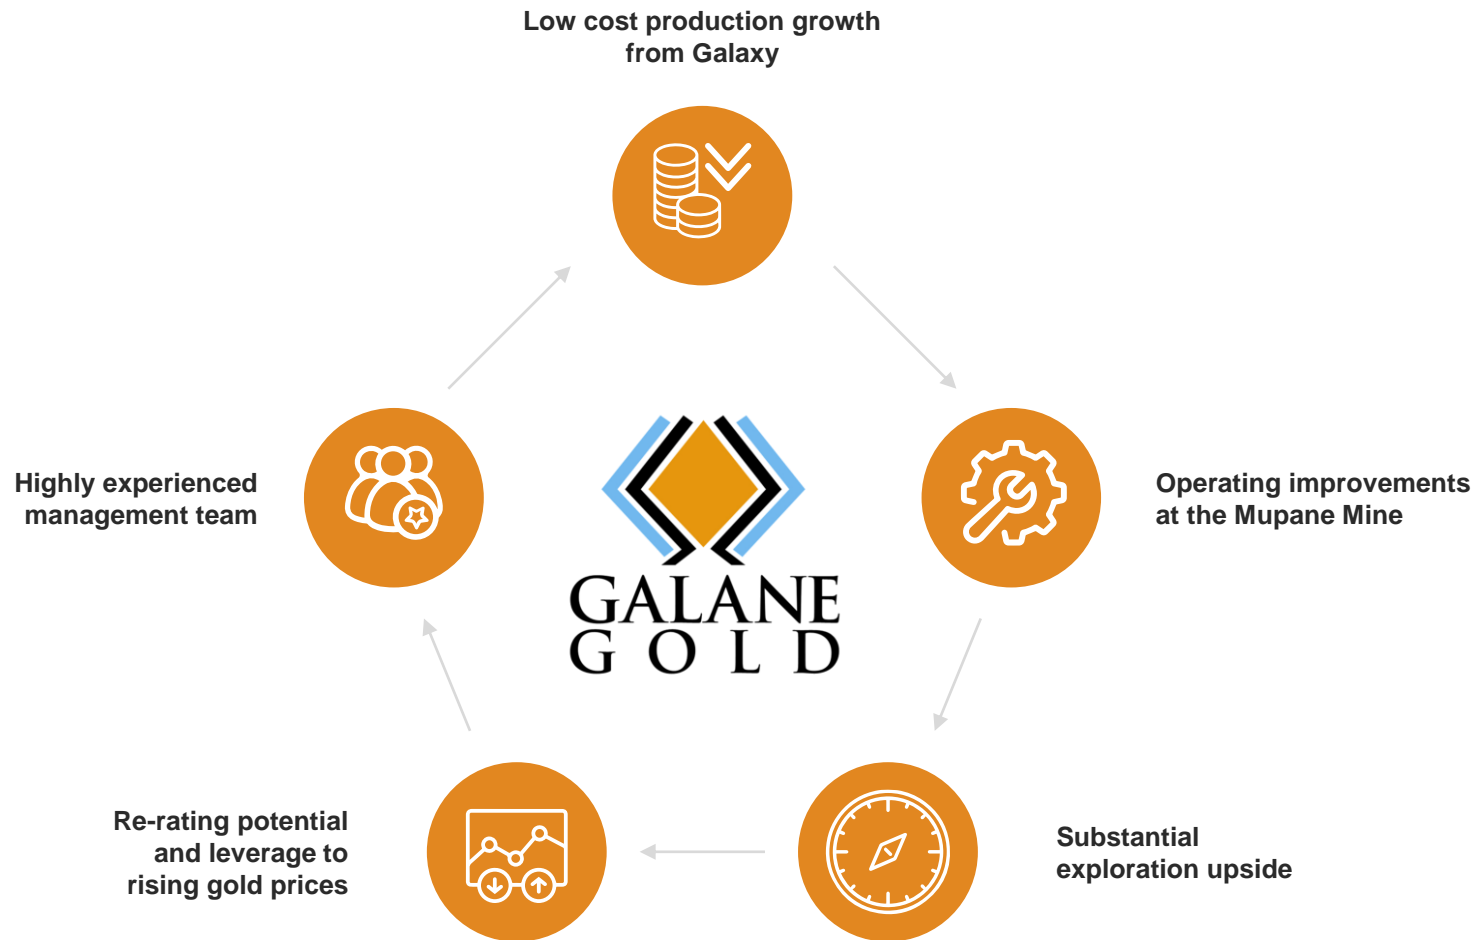 Low cost production growth
from Galaxy
Highly experienced
management team
Operating improvements
at the Mupane Mine
GALANE
GOLD
Re-rating potential
and leverage to
rising gold prices
Substantial
exploration upside